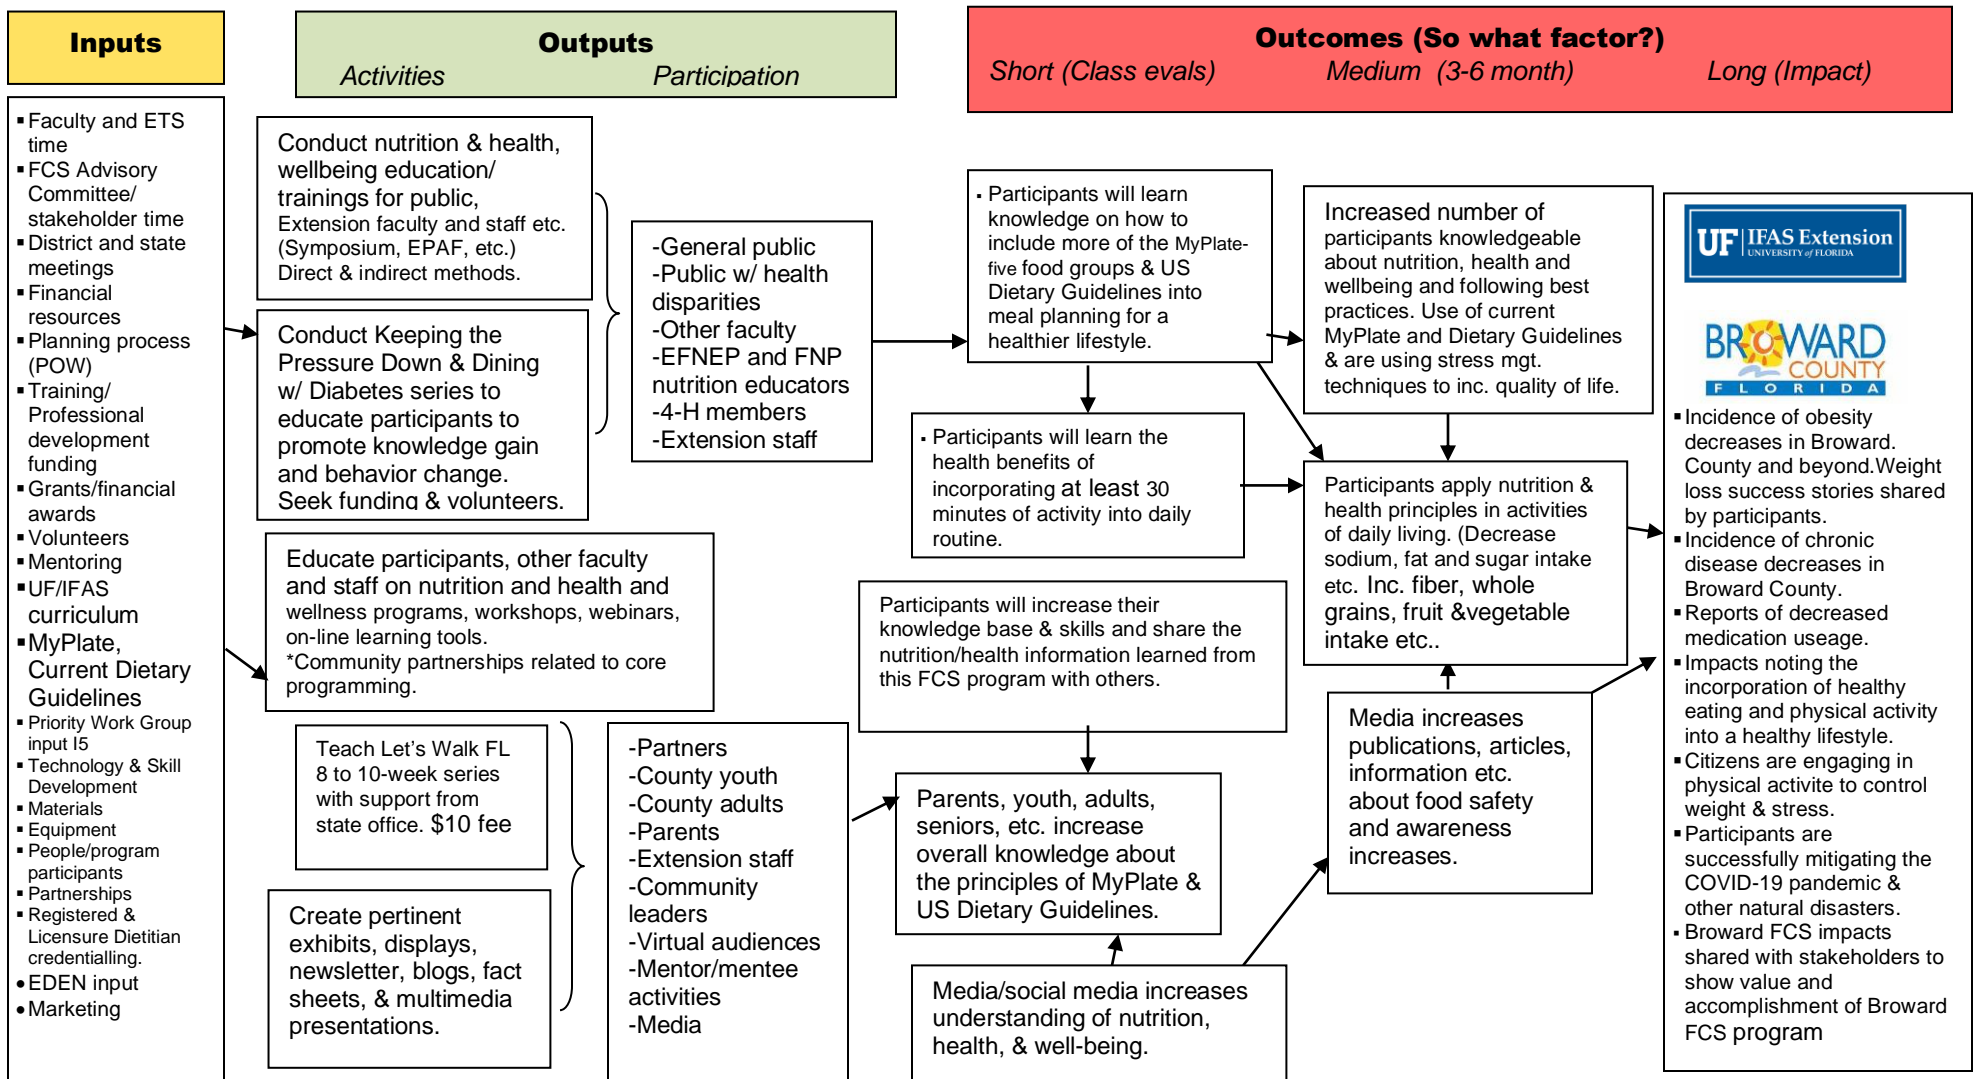 Inputs
Outputs
Activities
Participation
Outcomes (So what factor?)
Short (Class evals)
Medium (3-6 month)
Long (Impact)
▪Faculty and ETS
time
▪FCS Advisory
Committee/
stakeholder time
▪District and state
meetings
▪Financial
resources
▪Planning process
(POW)
▪Training/
Professional
development
funding
▪Grants/financial
awards
▪Volunteers
▪Mentoring
▪UF/IFAS
curriculum
▪MyPlate,
Current Dietary
Guidelines
▪Priority Work Group
input I5
▪Technology & Skill
Development
▪Materials
▪Equipment
▪People/program
participants
▪Partnerships
▪Registered &
Licensure Dietitian
credentialling.
•EDEN input
•Marketing
Conduct nutrition & health,
wellbeing education/
trainings for public,
Extension faculty and staff etc.
(Symposium, EPAF, etc.)
Direct & indirect methods.
Conduct Keeping the
Pressure Down & Dining
w/ Diabetes series to
educate participants to
promote knowledge gain
and behavior change.
Seek funding & volunteers.
Educate participants, other faculty
and staff on nutrition and health and
wellness programs, workshops, webinars,
on-line learning tools.
*Community partnerships related to core
programming.
Teach Let's Walk FL
8 to 10-week series
with support from
state office. $10 fee
Create pertinent
exhibits, displays,
newsletter, blogs, fact
sheets, & multimedia
presentations.
-General public
-Public w/ health
disparities
-Other faculty
-EFNEP and FNP
nutrition educators
-4-H members
-Extension staff
-Partners
-County youth
-County adults
-Parents
-Extension staff
-Community
leaders
-Virtual audiences
-Mentor/mentee
activities
-Media
▪ Participants will learn
knowledge on how to
include more of the MyPlate-
five food groups & US
Dietary Guidelines into
meal planning for a
healthier lifestyle.
▪ Participants will learn the
health benefits of
incorporating at least 30
minutes of activity into daily
routine.
Participants will increase their
knowledge base & skills and share the
nutrition/health information learned from
this FCS program with others.
Parents, youth, adults,
seniors, etc. increase
overall knowledge about
the principles of MyPlate &
US Dietary Guidelines.
Media/social media increases
understanding of nutrition,
health, & well-being.
Increased number of
participants knowledgeable
about nutrition, health and
wellbeing and following best
practices. Use of current
MyPlate and Dietary Guidelines
& are using stress mgt.
techniques to inc. quality of life.
Participants apply nutrition &
health principles in activities
of daily living. (Decrease
sodium, fat and sugar intake
etc. Inc. fiber, whole
grains, fruit &vegetable
intake etc..
Media increases
publications, articles,
information etc.
about food safety
and awareness
increases.
UF IFAS Extension
UNIVERSITY of FLORIDA
BROWARD
COUNTY
FLORIDA
▪Incidence of obesity
decreases in Broward.
County and beyond.Weight
loss success stories shared
by participants.
▪Incidence of chronic
disease decreases in
Broward County.
▪Reports of decreased
medication useage.
▪Impacts noting the
incorporation of healthy
eating and physical activity
into a healthy lifestyle.
▪Citizens are engaging in
physical activite to control
weight & stress.
▪Participants are
successfully mitigating the
COVID-19 pandemic &
other natural disasters.
▪ Broward FCS impacts
shared with stakeholders to
show value and
accomplishment of Broward
FCS program